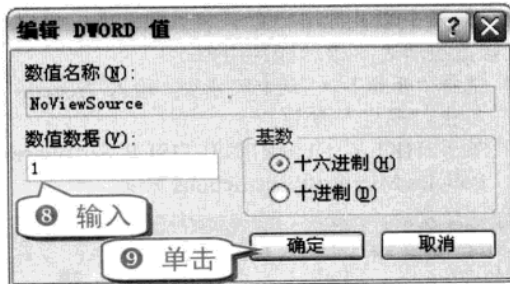 编辑 DWORD 值
数值名称(N):
NoViewSource
数值数据(V):
1
基数
十六进制(H)
十进制(D)
❽ 输入
❾ 单击
确定
取消